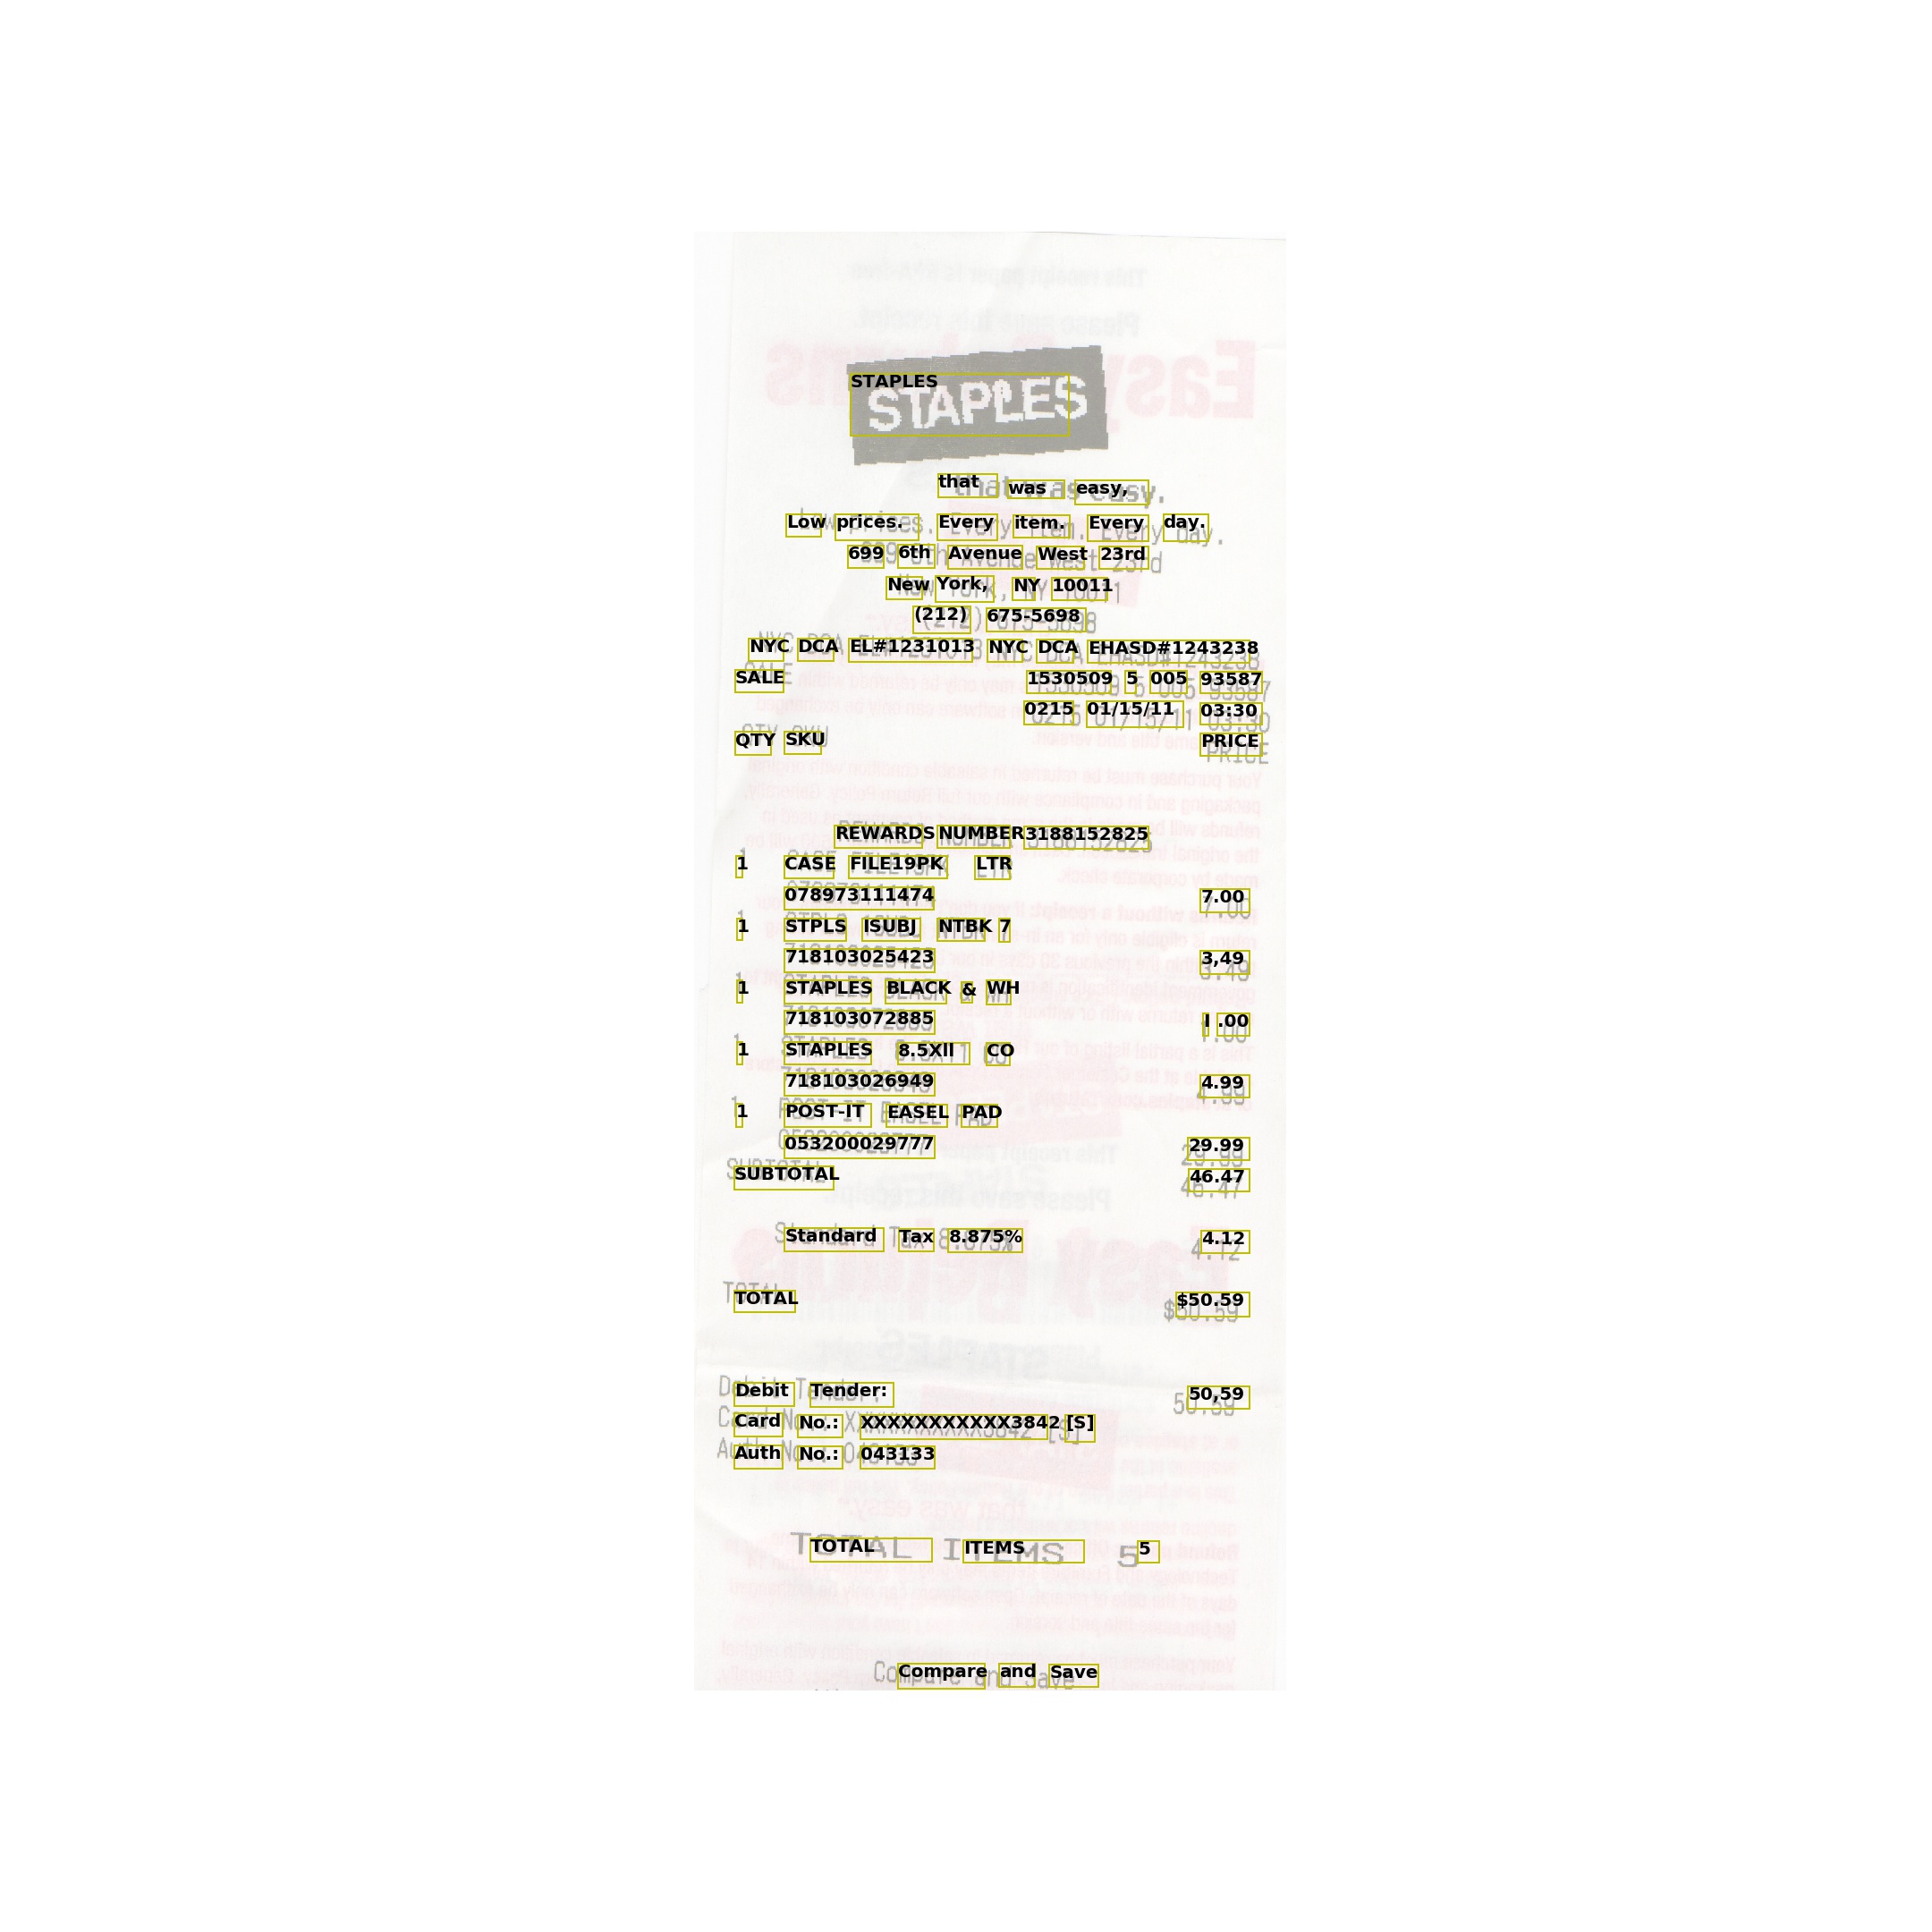 STAPLES
that was easy,
Low prices. Every item. Every day.
699 6th Avenue West 23rd
New York, NY 10011
(212) 675-5698
NYC DCA EL#1231013 NYC DCA EHASD#1243238
SALE 1530509 5 005 93587
0215 01/15/11 03:30
QTY SKU PRICE
REWARDS NUMBER 3188152825
1 CASE FILE19PK LTR
078973111474 7.00
1 STPLS ISUBJ NTBK 7
718103025423 3,49
1 STAPLES BLACK & WH
718103072885 I .00
1 STAPLES 8.5XII CO
718103026949 4.99
1 POST-IT EASEL PAD
053200029777 29.99
SUBTOTAL 46.47
Standard Tax 8.875% 4.12
TOTAL $50.59
Debit Tender: 50,59
Card No.: XXXXXXXXXXX3842 [S]
Auth No.: 043133
TOTAL ITEMS 5
Compare and Save